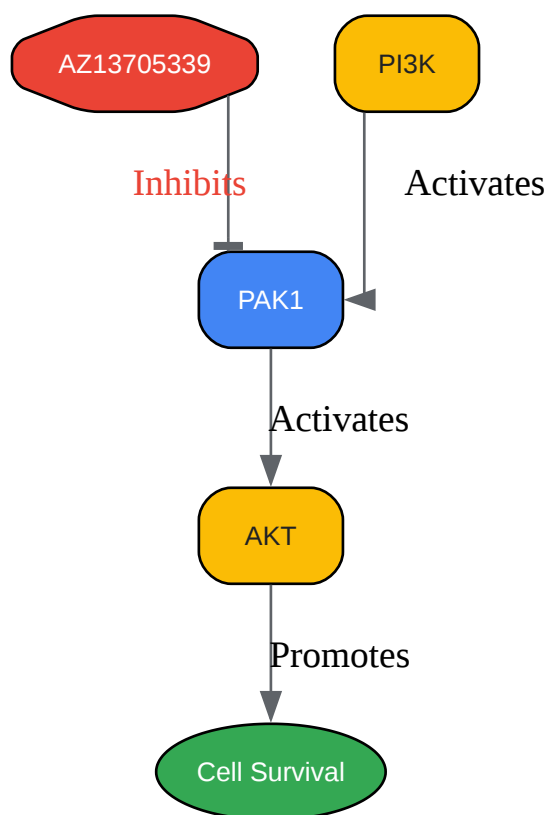 AZ13705339
PI3K
Inhibits
Activates
PAK1
Activates
AKT
Promotes
Cell Survival